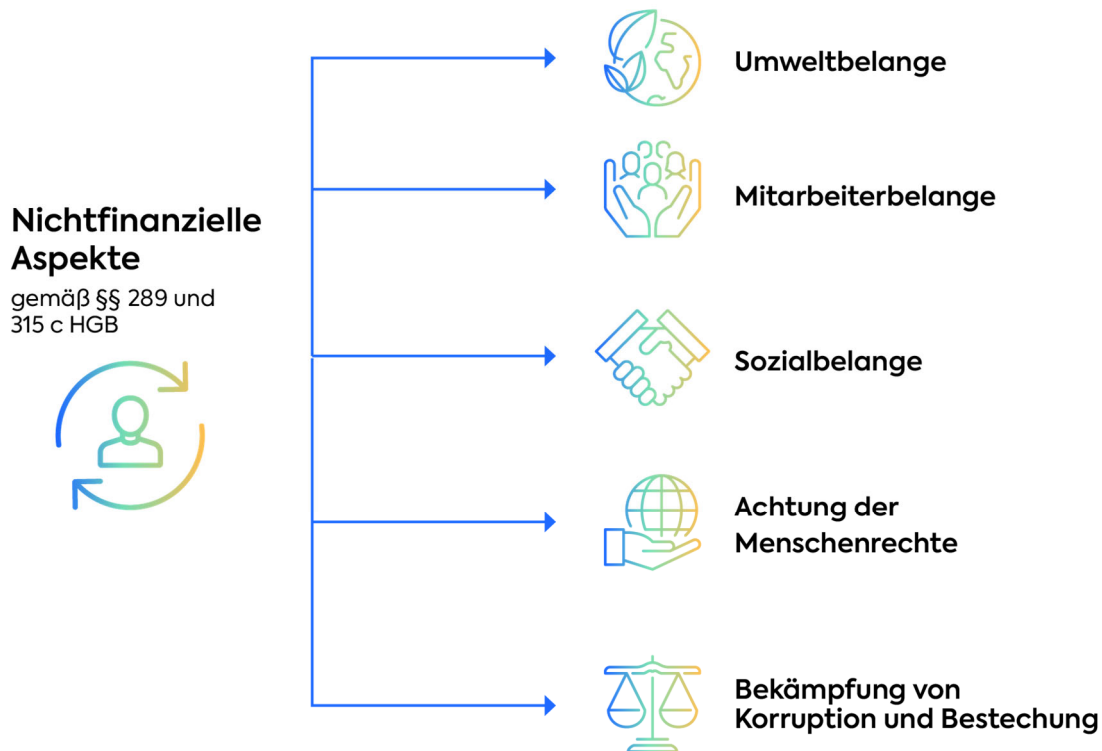 Nichtfinanzielle
Aspekte
gemäß §§ 289 und
315 c HGB
Umweltbelange
Mitarbeiterbelange
Sozialbelange
Achtung der
Menschenrechte
Bekämpfung von
Korruption und Bestechung